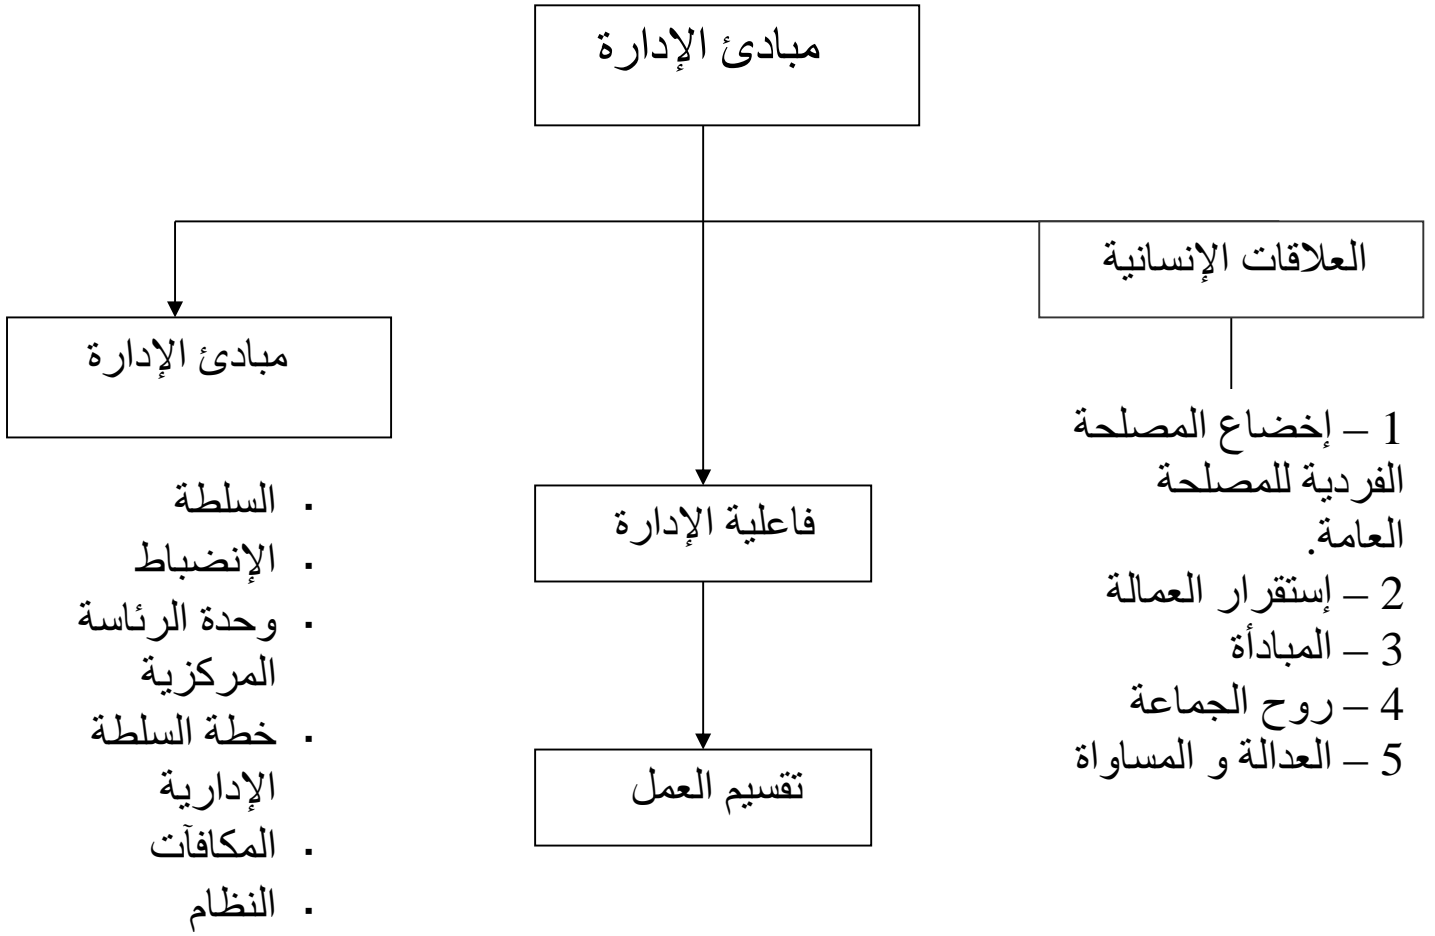 مبادئ الإدارة
العلاقات الإنسانية
1 – إخضاع المصلحة
الفردية للمصلحة
العامة.
2 – إستقرار العمالة
3 – المبادأة
4 – روح الجماعة
5 – العدالة و المساواة
فاعلية الإدارة
تقسيم العمل
مبادئ الإدارة
▪ السلطة
▪ الإنضباط
▪ وحدة الرئاسة
المركزية
▪ خطة السلطة
الإدارية
▪ المكافآت
▪ النظام